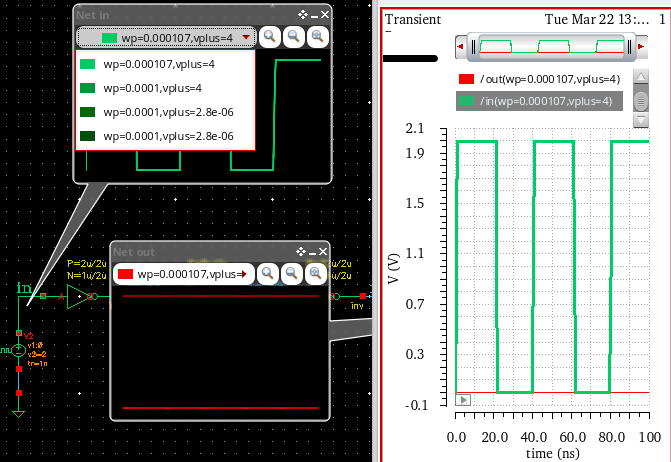 Net in
wp=0.000107,vplus=4
wp=0.000107,vplus=4
wp=0.0001,vplus=4
wp=0.0001,vplus=2.8e-06
wp=0.0001,vplus=2.8e-06
P=2u/2u
N=1u/2u
in
v2
v1:0
v2=2
tr=1n
Net out
wp=0.000107,vplus=
u/2u
/2u
inv
Transient
Tue Mar 22 13:... 1
/out(wp=0.000107,vplus=4)
/in(wp=0.000107,vplus=4)
V (V)
2.1
1.9
1.5
1.1
0.7
0.3
-0.1
0.0 20.0 40.0 60.0 80.0 100
time (ns)